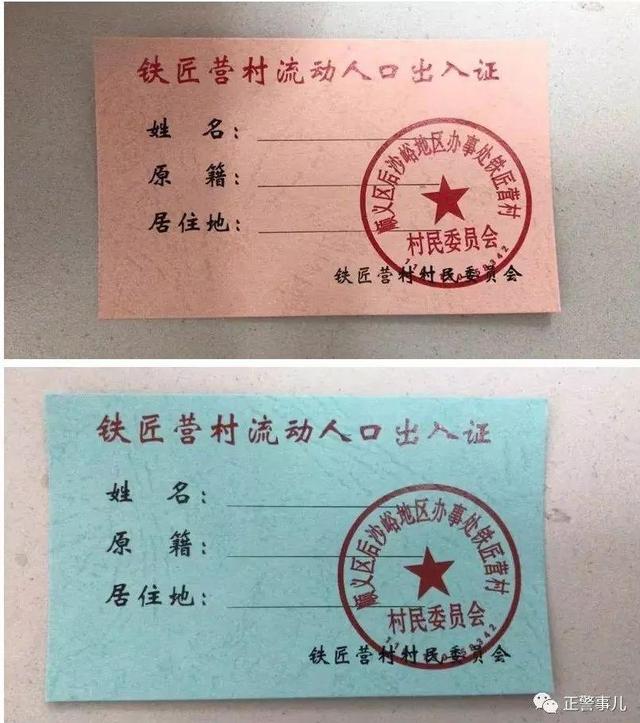 铁匠营村流动人口出入证
姓 名：
原 籍：
居住地：
顺义区后沙峪地区办事处铁匠营村
村民委员会
铁匠营村村民委员会
铁匠营村流动人口出入证
姓 名：
原 籍：
居住地：
顺义区后沙峪地区办事处铁匠营村
村民委员会
铁匠营村村民委员会
正警事儿